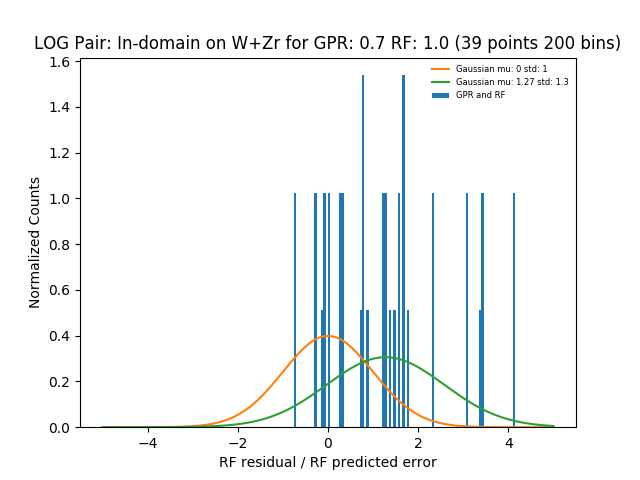 LOG Pair: In-domain on W+Zr for GPR: 0.7 RF: 1.0 (39 points 200 bins)
Gaussian mu: 0 std: 1
Gaussian mu: 1.27 std: 1.3
GPR and RF
1.6
1.4
1.2
1.0
0.8
0.6
0.4
0.2
0.0
Normalized Counts
−4
−2
0
2
4
RF residual / RF predicted error